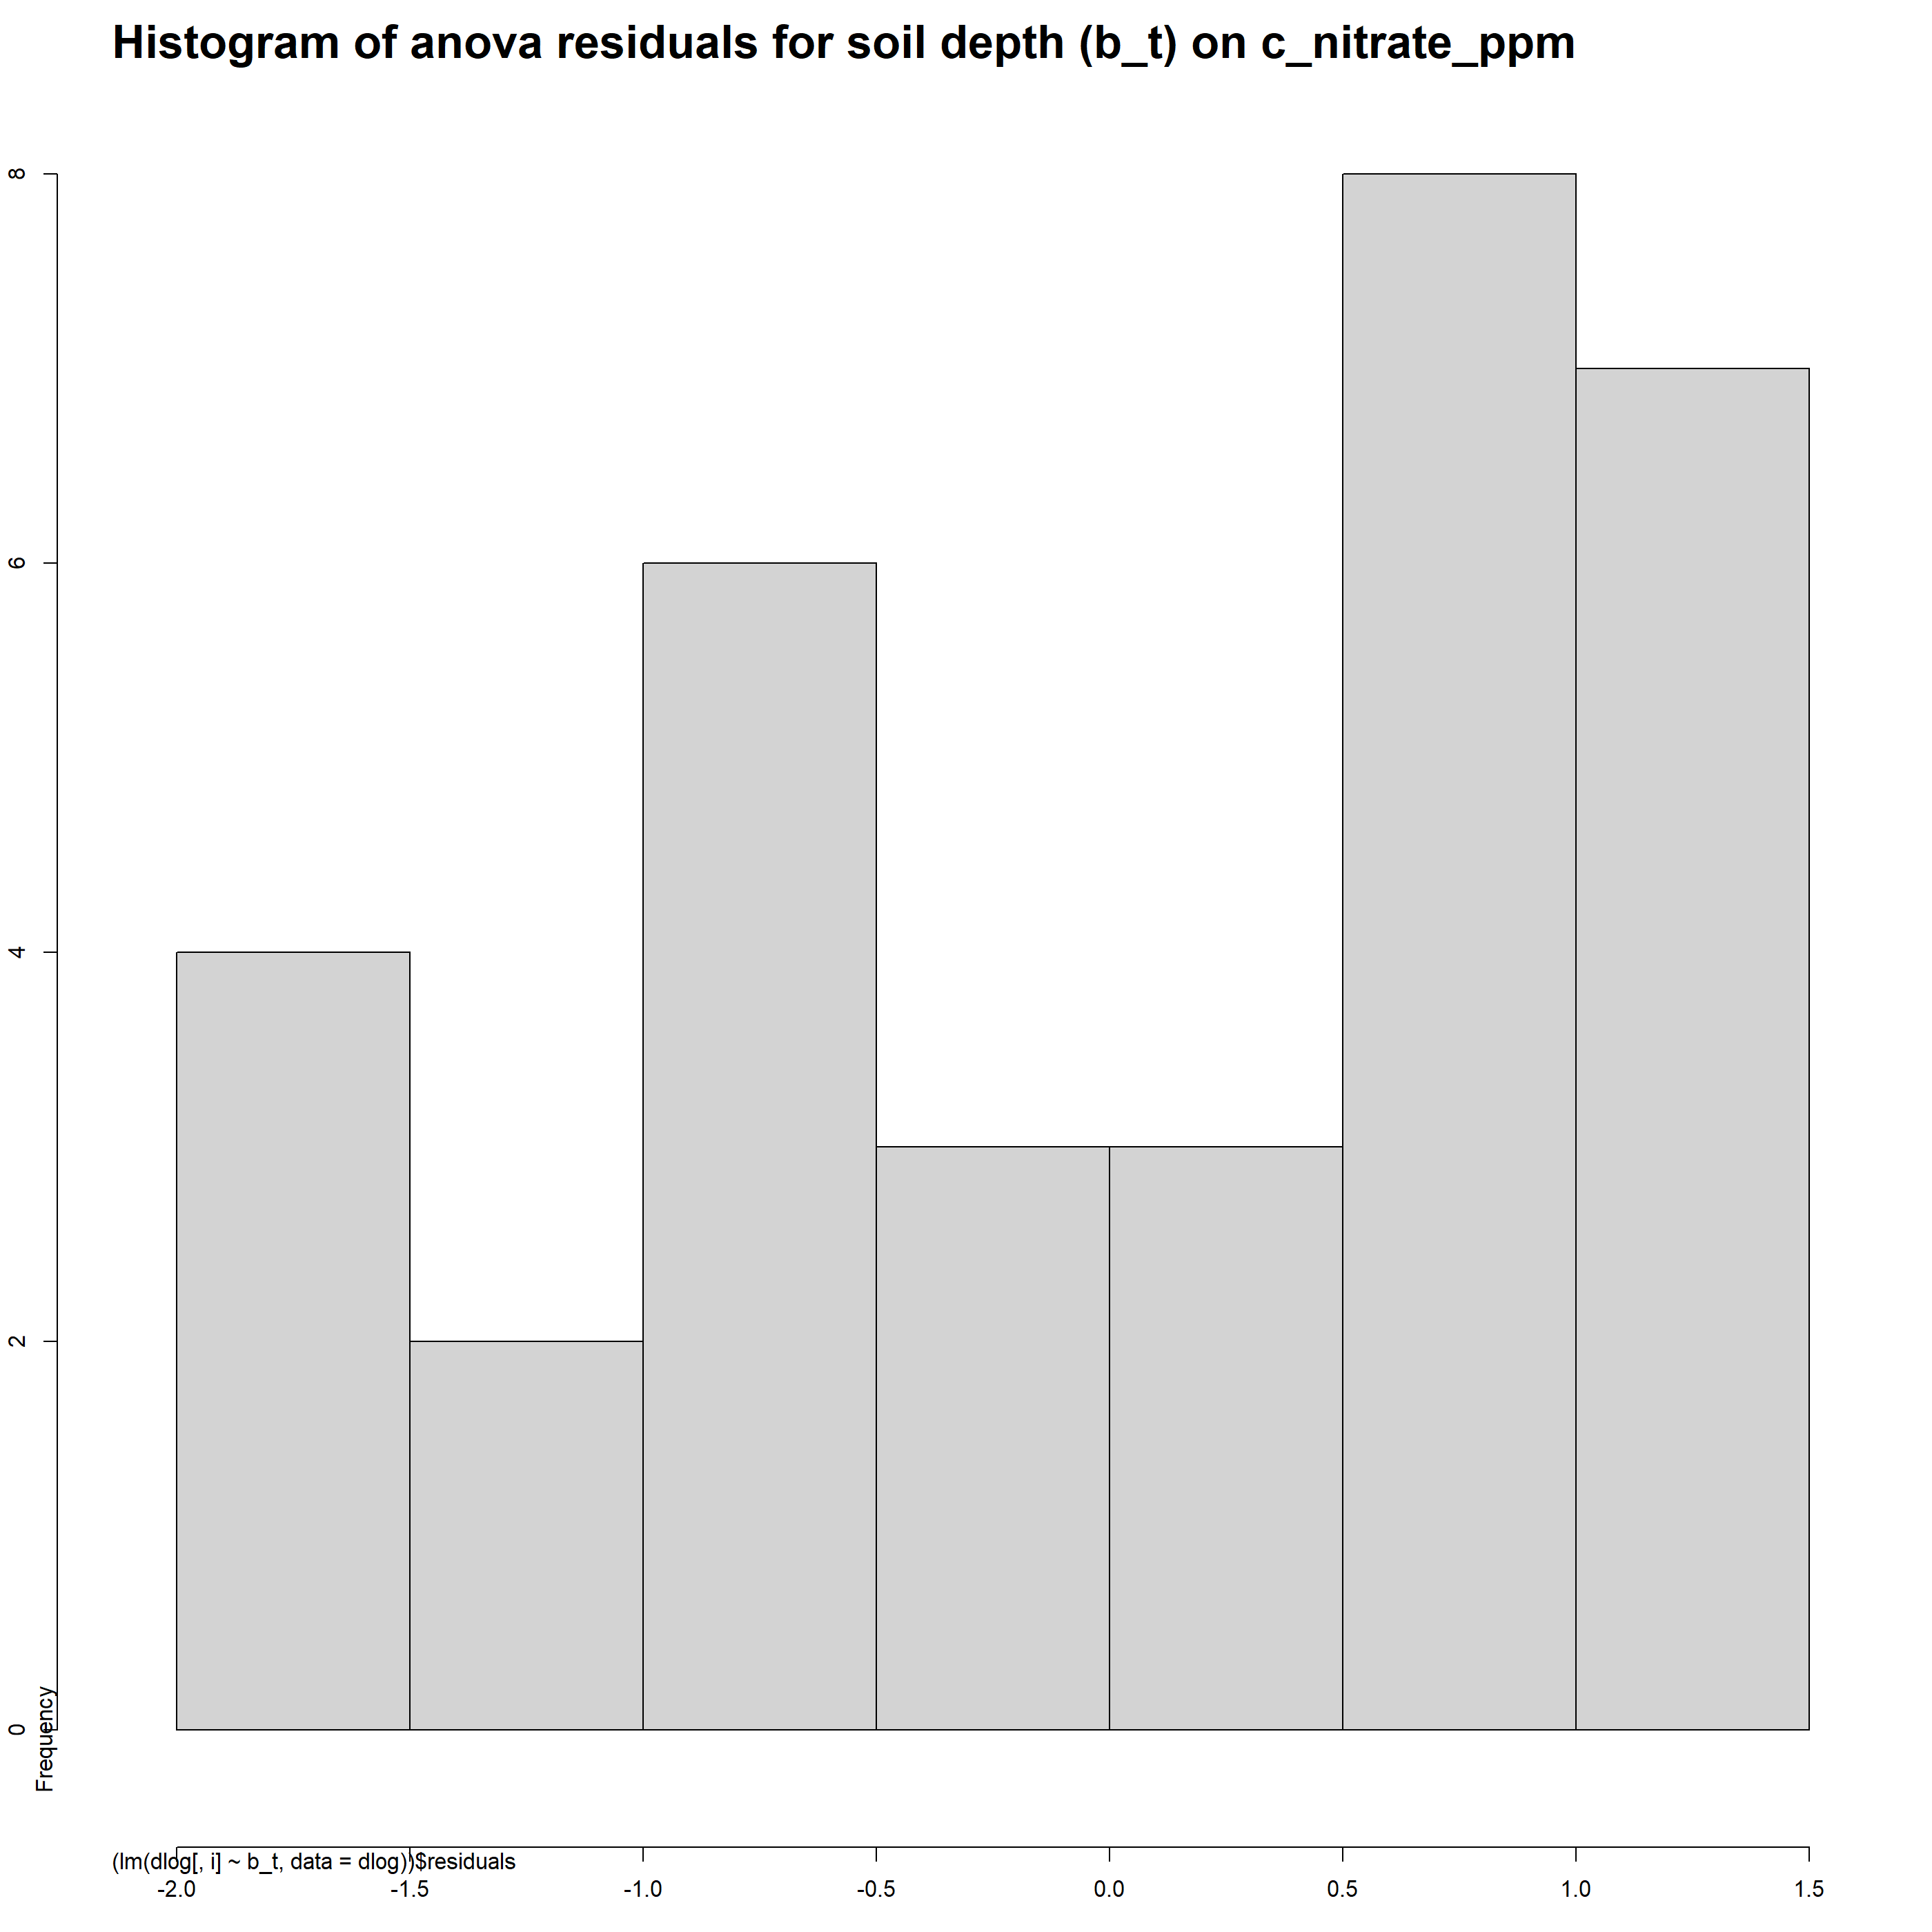 Histogram of anova residuals for soil depth (b_t) on c_nitrate_ppm
8
6
4
2
0
Frequency
(lm(dlog[, i] ~ b_t, data = dlog))$residuals
-2.0 -1.5 -1.0 -0.5 0.0 0.5 1.0 1.5